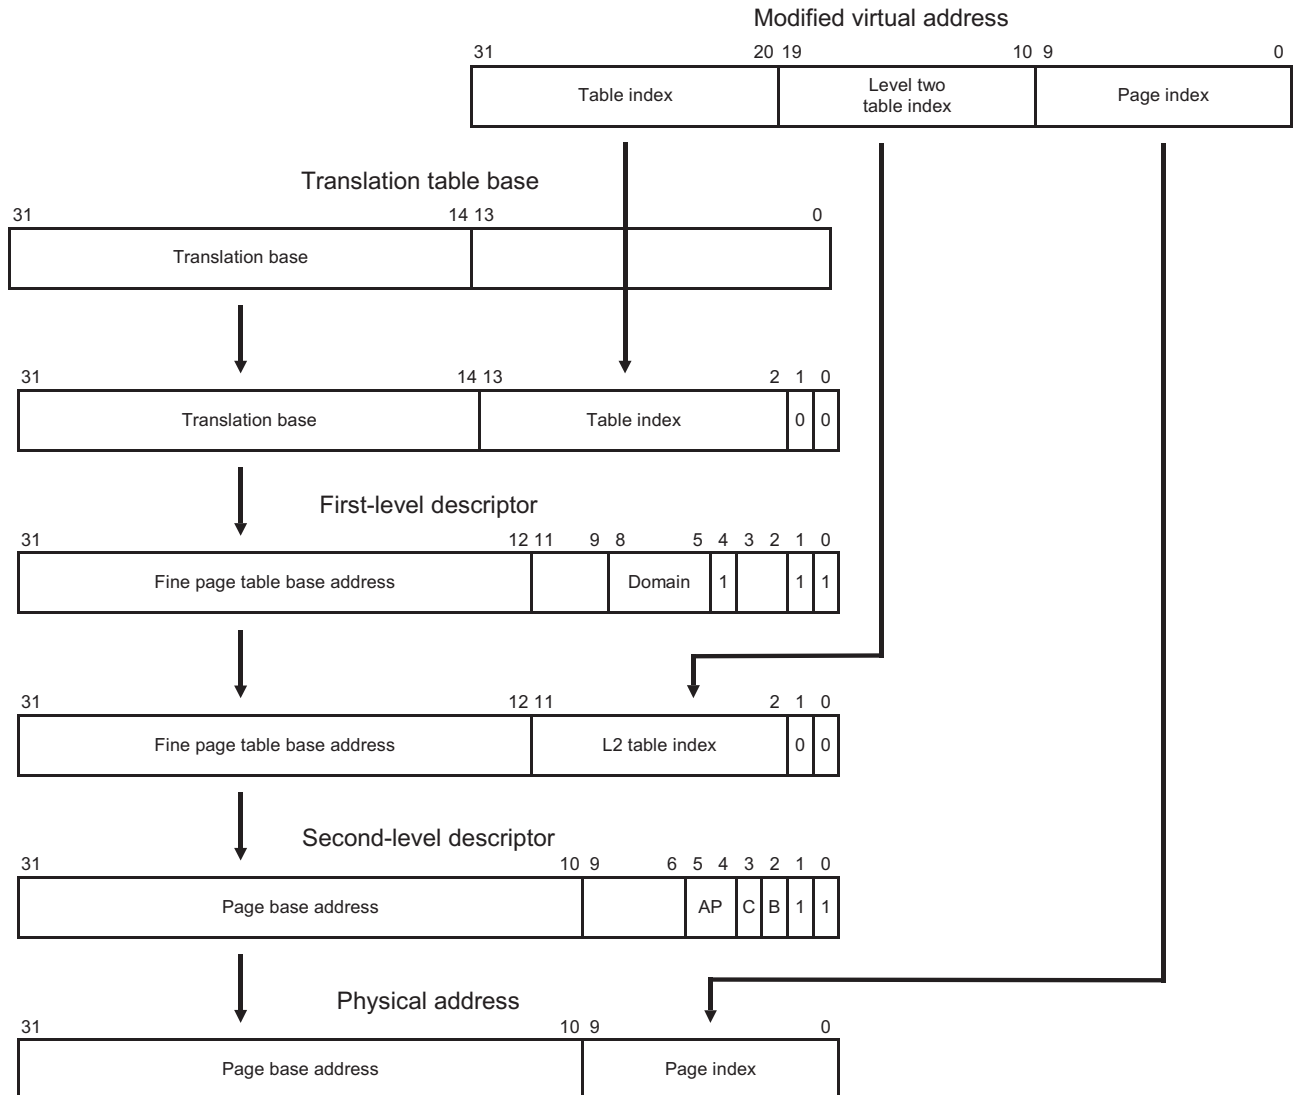 Modified virtual address
31 20 19 10 9 0
Table index
Level two
table index
Page index
Translation table base
31 14 13 0
Translation base
31 14 13 2 1 0
Translation base Table index 0 0
First-level descriptor
31 12 11 9 8 5 4 3 2 1 0
Fine page table base address Domain 1 1 1
31 12 11 2 1 0
Fine page table base address L2 table index 0 0
Second-level descriptor
31 10 9 6 5 4 3 2 1 0
Page base address AP C B 1 1
Physical address
31 10 9 0
Page base address Page index